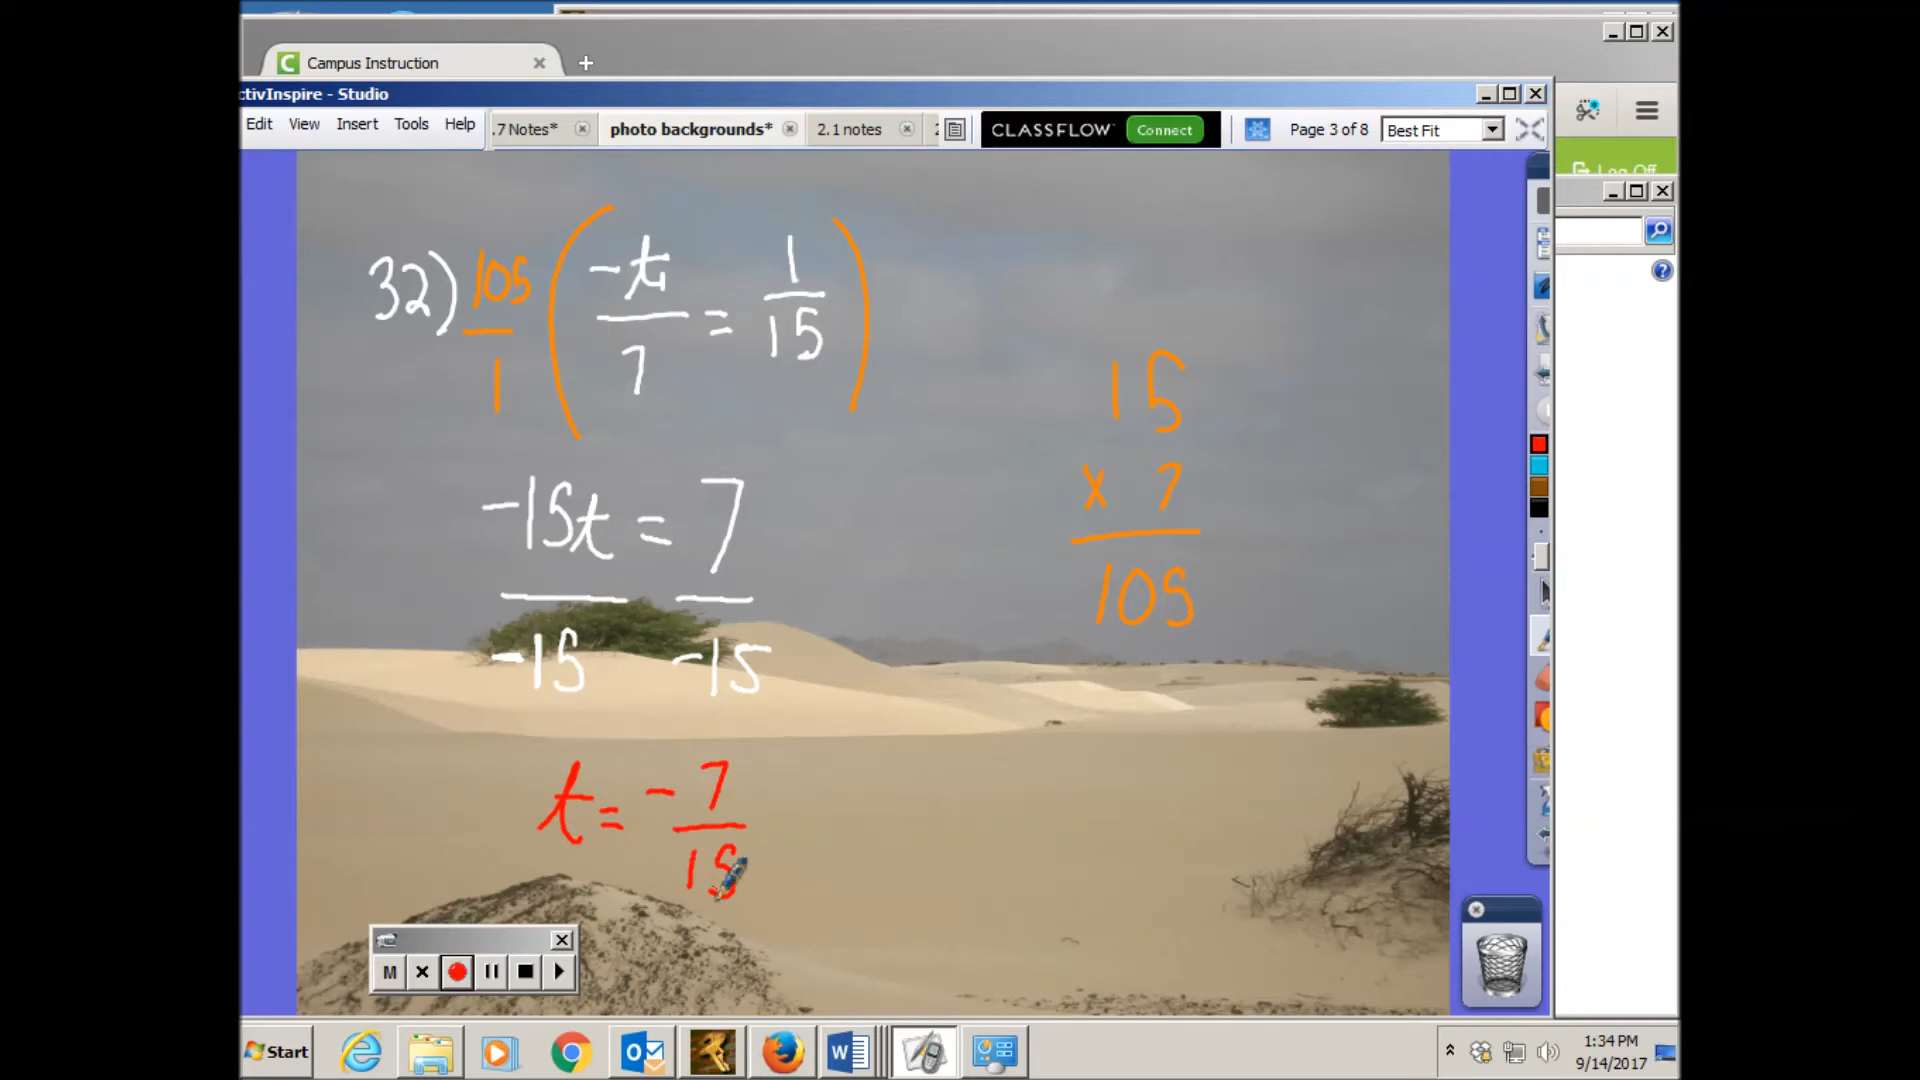 Campus Instruction
ctivInspire - Studio
Edit View Insert Tools Help
.7 Notes* photo backgrounds* 2.1 notes CLASSFLOW Connect Page 3 of 8 Best Fit
Log Off
32) 105/1 ( -t/7 = 1/15 )
15
x 7
105
-15t = 7
-15 -15
t = - 7/15
M
Start
1:34 PM
9/14/2017